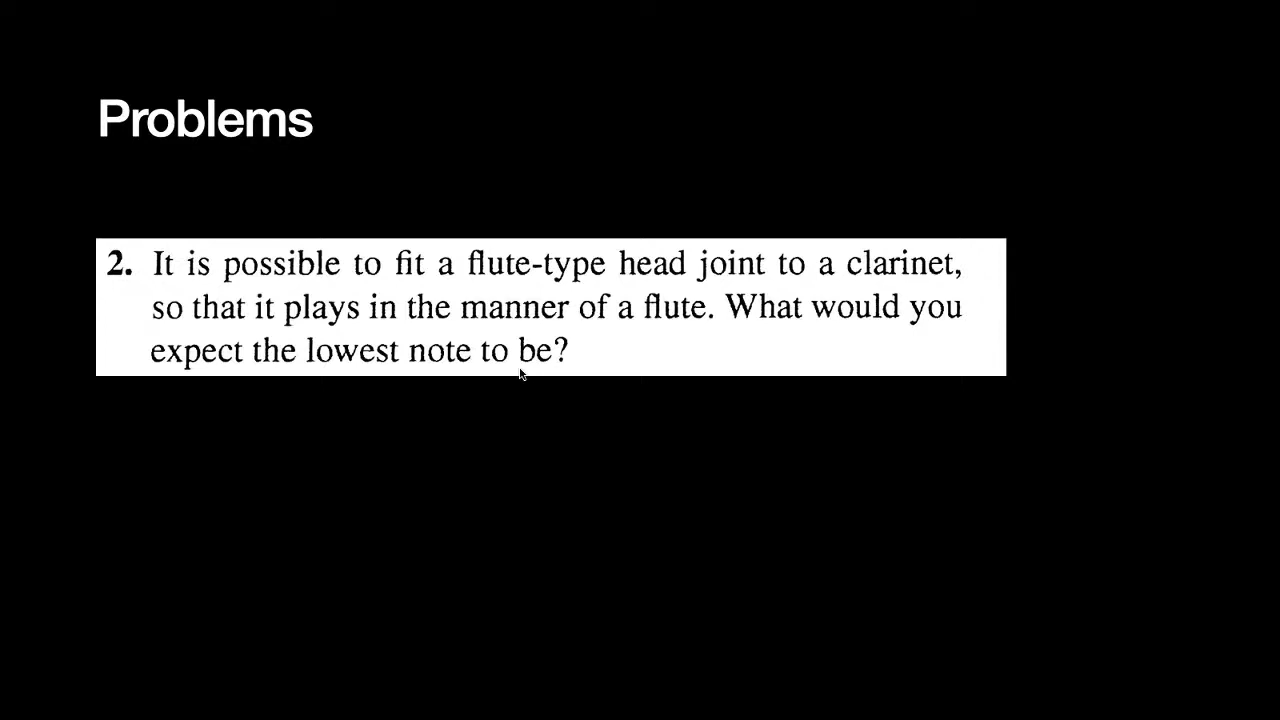 Problems
2. It is possible to fit a flute-type head joint to a clarinet,
so that it plays in the manner of a flute. What would you
expect the lowest note to be?